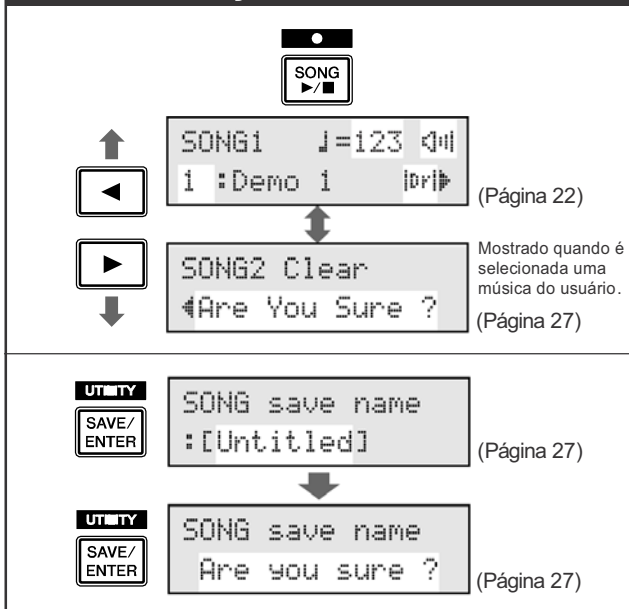 SONG
▶/■
SONG1 ♩=123
1 :Demo 1 |Dr|
(Página 22)
SONG2 Clear
Are You Sure ?
Mostrado quando é
selecionada uma
música do usuário.
(Página 27)
UTILITY
SAVE/
ENTER
SONG save name
:[Untitled]
(Página 27)
UTILITY
SAVE/
ENTER
SONG save name
Are you sure ?
(Página 27)